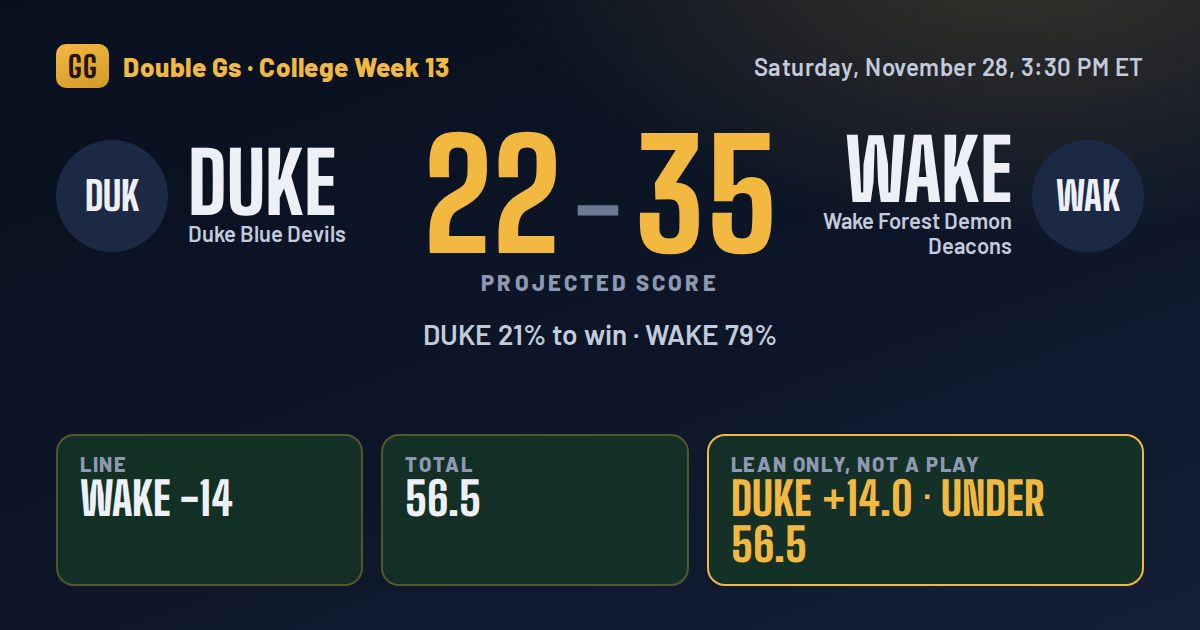 GG
Double Gs · College Week 13
Saturday, November 28, 3:30 PM ET
DUK
DUKE
Duke Blue Devils
22 – 35
PROJECTED SCORE
DUKE 21% to win · WAKE 79%
WAKE
Wake Forest Demon
Deacons
WAK
LINE
WAKE −14
TOTAL
56.5
LEAN ONLY, NOT A PLAY
DUKE +14.0 · UNDER
56.5